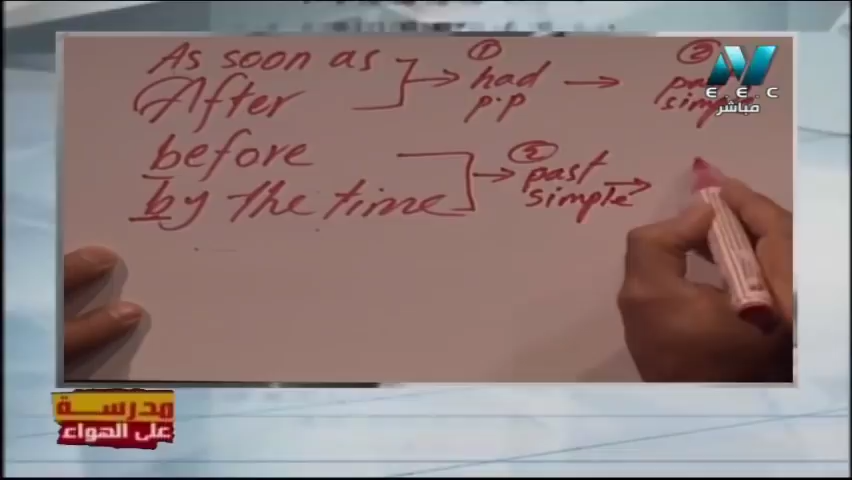 As soon as ① had → ② past
After p.p simple
before ② past →
by the time simple
E.E.C
مباشر
مدرسة
على الهواء